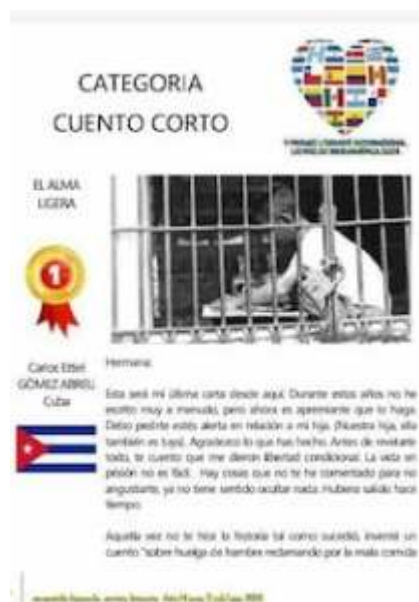 CATEGORIA
CUENTO CORTO
EL ALMA
LIGERA
1
Carlos Ettiel
GÓMEZ ABREU
Cuba
Hermana:
Esta será mi última carta desde aquí. Durante estos años no he
escrito muy a menudo, pero ahora es apremiante que lo haga.
Debo pedirte estés alerta en relación a mi hija. (Nuestra hija, ella
también es tuya). Agradezco lo que has hecho. Antes de revelarte
todo, te cuento que me dieron libertad condicional. La vida en
prisión no es fácil. Hay cosas que no te he comentado para no
angustiarte, ya no tiene sentido ocultar nada. Hubiera salido hace
tiempo.
Aquella vez no te hice la historia tal como sucedió, inventé un
cuento "sobre huelga de hambre reclamando por la mala comida